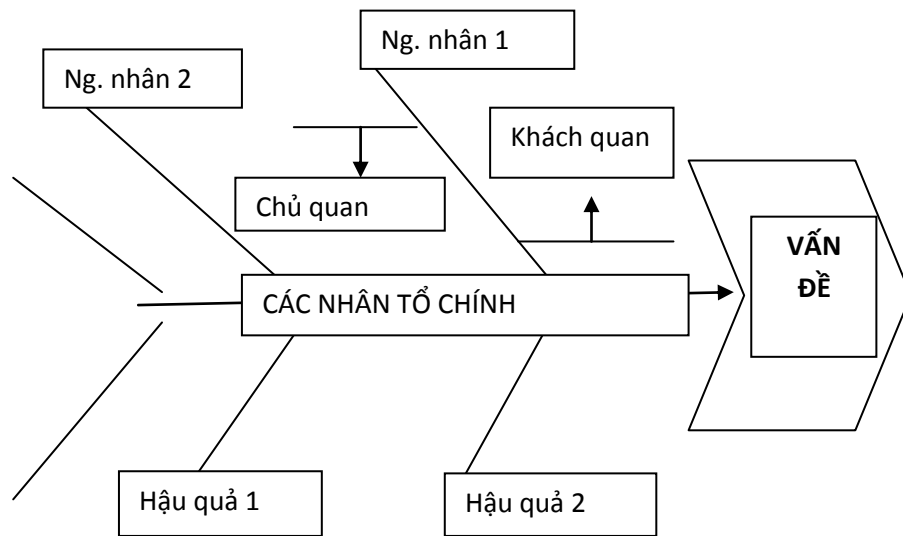 Ng. nhân 1
Ng. nhân 2
Khách quan
Chủ quan
VẤN
ĐỀ
CÁC NHÂN TỔ CHÍNH
Hậu quả 1
Hậu quả 2